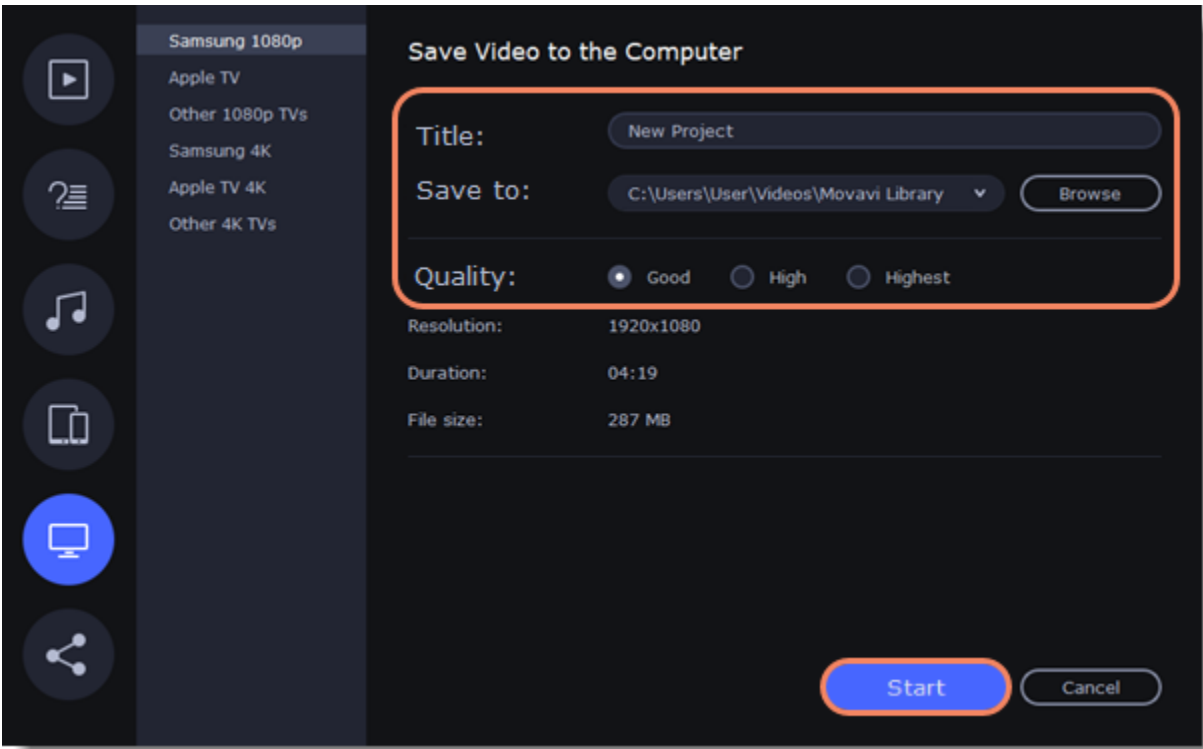 Samsung 1080p
Apple TV
Other 1080p TVs
Samsung 4K
Apple TV 4K
Other 4K TVs
Save Video to the Computer
Title: New Project
Save to: C:\Users\User\Videos\Movavi Library Browse
Quality: Good High Highest
Resolution: 1920x1080
Duration: 04:19
File size: 287 MB
Start Cancel